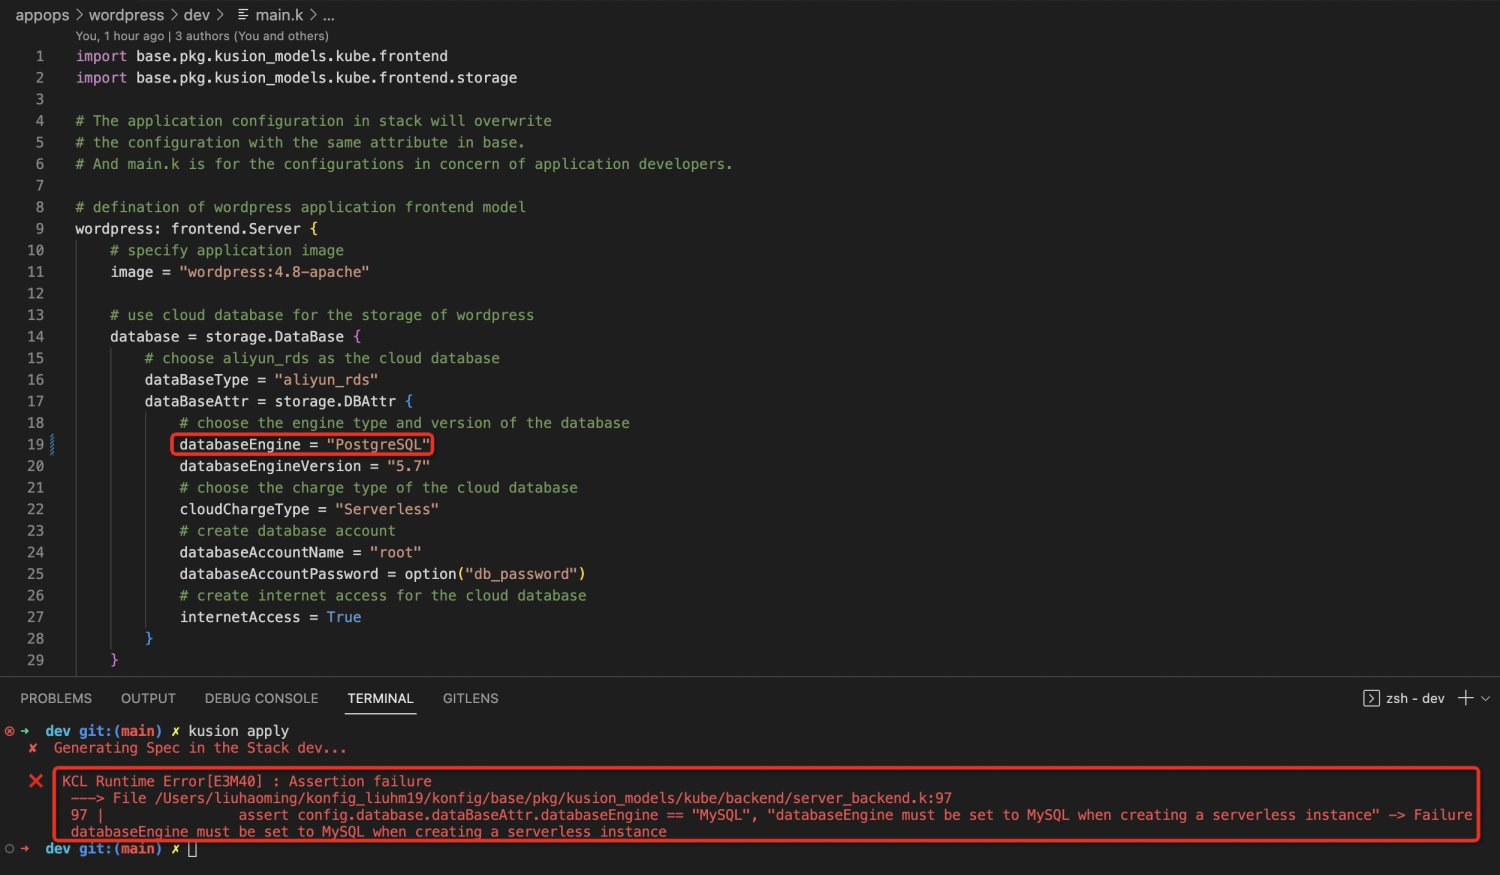 appops > wordpress > dev > main.k > ...
You, 1 hour ago | 3 authors (You and others)
1 import base.pkg.kusion_models.kube.frontend
2 import base.pkg.kusion_models.kube.frontend.storage
3
4 # The application configuration in stack will overwrite
5 # the configuration with the same attribute in base.
6 # And main.k is for the configurations in concern of application developers.
7
8 # defination of wordpress application frontend model
9 wordpress: frontend.Server {
10 # specify application image
11 image = "wordpress:4.8-apache"
12
13 # use cloud database for the storage of wordpress
14 database = storage.DataBase {
15 # choose aliyun_rds as the cloud database
16 dataBaseType = "aliyun_rds"
17 dataBaseAttr = storage.DBAttr {
18 # choose the engine type and version of the database
19 databaseEngine = "PostgreSQL"
20 databaseEngineVersion = "5.7"
21 # choose the charge type of the cloud database
22 cloudChargeType = "Serverless"
23 # create database account
24 databaseAccountName = "root"
25 databaseAccountPassword = option("db_password")
26 # create internet access for the cloud database
27 internetAccess = True
28 }
29 }
PROBLEMS OUTPUT DEBUG CONSOLE TERMINAL GITLENS zsh - dev
➜ dev git:(main) ✗ kusion apply
✘ Generating Spec in the Stack dev...
KCL Runtime Error[E3M40] : Assertion failure
---> File /Users/liuhaoming/konfig_liuhm19/konfig/base/pkg/kusion_models/kube/backend/server_backend.k:97
97 | assert config.database.dataBaseAttr.databaseEngine == "MySQL", "databaseEngine must be set to MySQL when creating a serverless instance" -> Failure
databaseEngine must be set to MySQL when creating a serverless instance
➜ dev git:(main) ✗